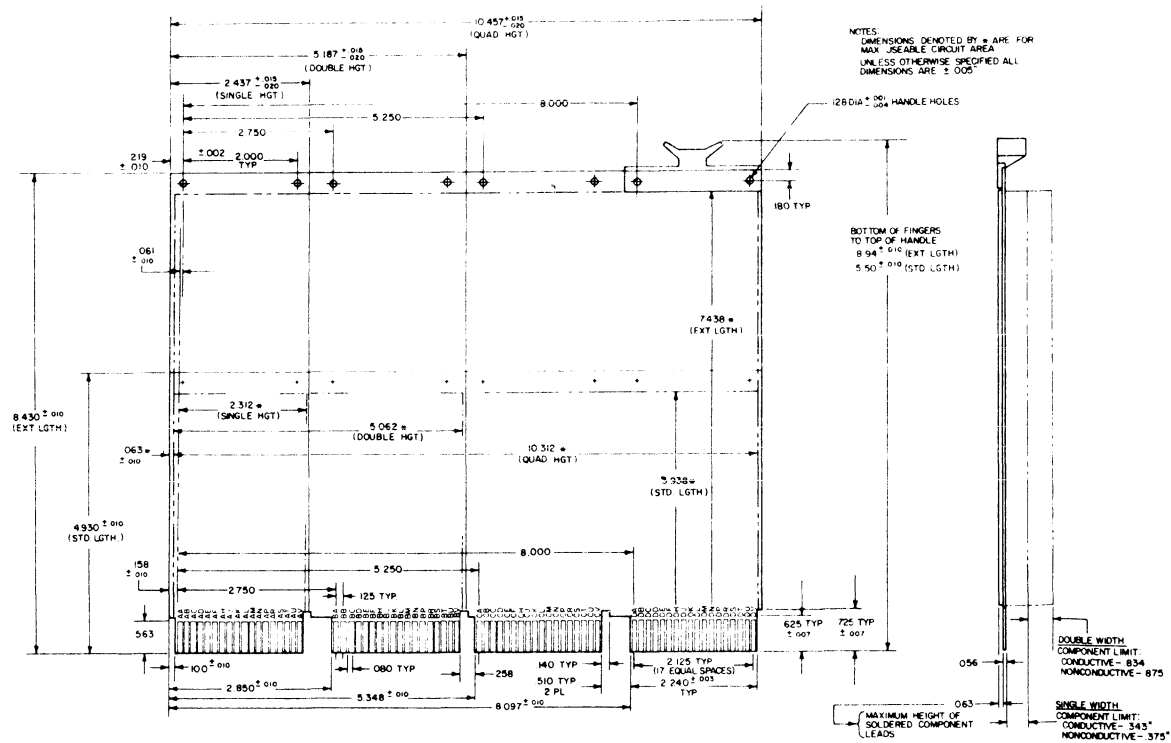 10.457 +.015 -.020
(QUAD HGT)
5.187 +.018 -.020
(DOUBLE HGT)
2.437 +.015 -.020
(SINGLE HGT)
8.000
5.250
2.750
.219 ±.010
±.002
2.000
TYP
NOTES:
DIMENSIONS DENOTED BY * ARE FOR
MAX USEABLE CIRCUIT AREA
UNLESS OTHERWISE SPECIFIED ALL
DIMENSIONS ARE ± 005"
.128 DIA +.001 -.004 HANDLE HOLES
.180 TYP
BOTTOM OF FINGERS
TO TOP OF HANDLE
8.94 ±.010 (EXT LGTH)
5.50 ±.010 (STD LGTH)
.061
±.010
7.438 *
(EXT LGTH)
8.430 ±.010
(EXT LGTH)
2.312 *
(SINGLE HGT)
5.062 *
(DOUBLE HGT)
10.312 *
(QUAD HGT)
.063 *
±.010
3.938 *
(STD. LGTH)
4.930 ±.010
(STD LGTH.)
8.000
5.250
.158
±.010
2.750
.125 TYP
.563
.100 ±.010
.080 TYP
.258
.140 TYP
.510 TYP
2 PL
2.125 TYP
(17 EQUAL SPACES)
2.240 ±.003
TYP
.625 TYP
±.007
.725 TYP
±.007
2.850 ±.010
5.348 ±.010
8.097 ±.010
MAXIMUM HEIGHT OF
SOLDERED COMPONENT
LEADS
.056
.063
DOUBLE WIDTH
COMPONENT LIMIT:
CONDUCTIVE-.834
NONCONDUCTIVE-.875
SINGLE WIDTH
COMPONENT LIMIT:
CONDUCTIVE-.343"
NONCONDUCTIVE-.375"